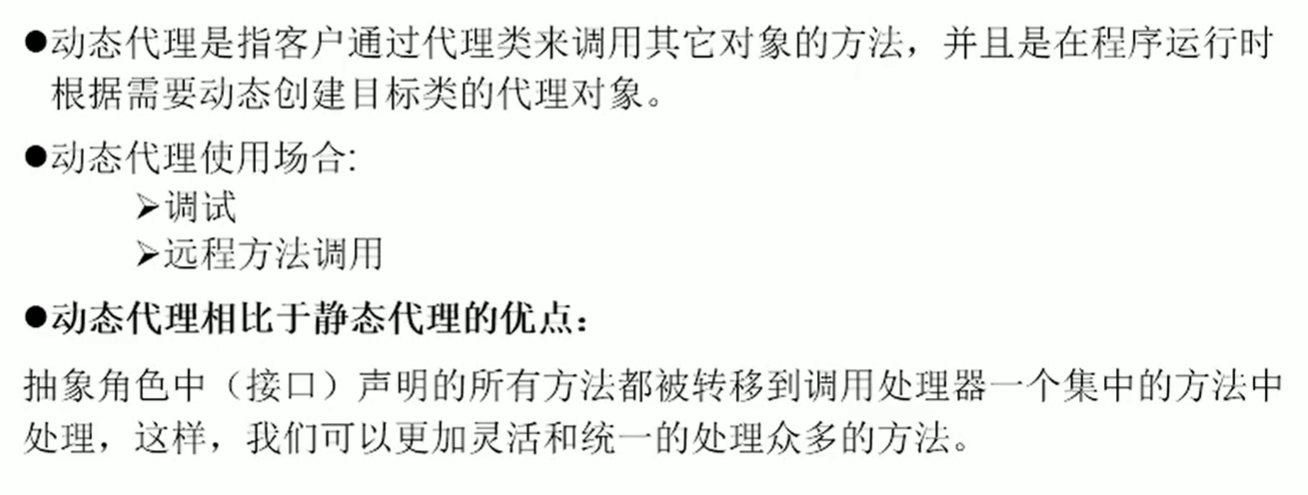 ●动态代理是指客户通过代理类来调用其它对象的方法，并且是在程序运行时
根据需要动态创建目标类的代理对象。
●动态代理使用场合:
➢调试
➢远程方法调用
●动态代理相比于静态代理的优点：
抽象角色中（接口）声明的所有方法都被转移到调用处理器一个集中的方法中
处理，这样，我们可以更加灵活和统一的处理众多的方法。